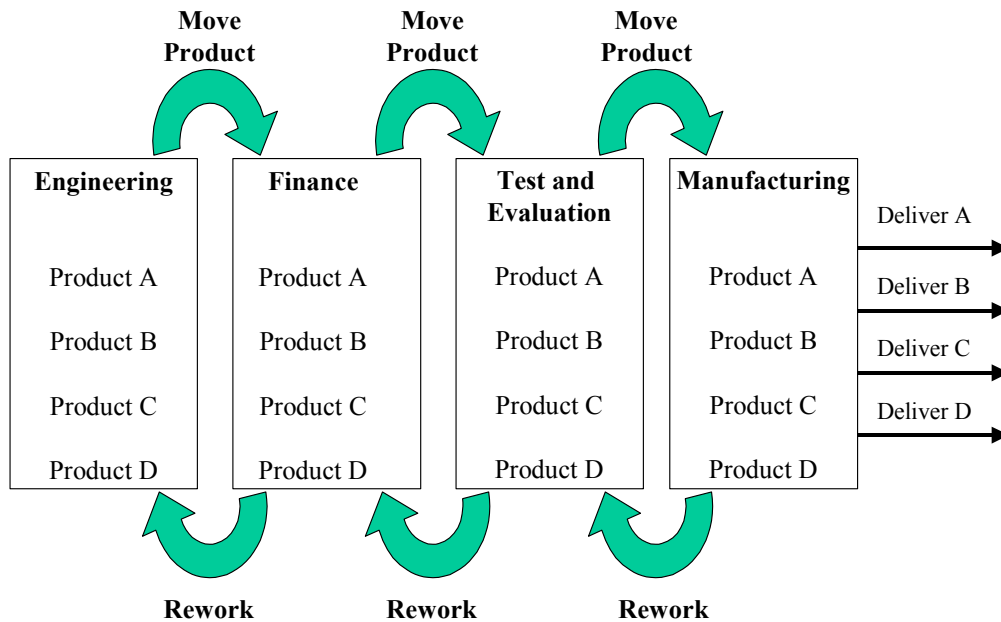 Move
Product
Move
Product
Move
Product
Engineering
Product A
Product B
Product C
Product D
Finance
Product A
Product B
Product C
Product D
Test and
Evaluation
Product A
Product B
Product C
Product D
Manufacturing
Product A
Product B
Product C
Product D
Deliver A
Deliver B
Deliver C
Deliver D
Rework
Rework
Rework